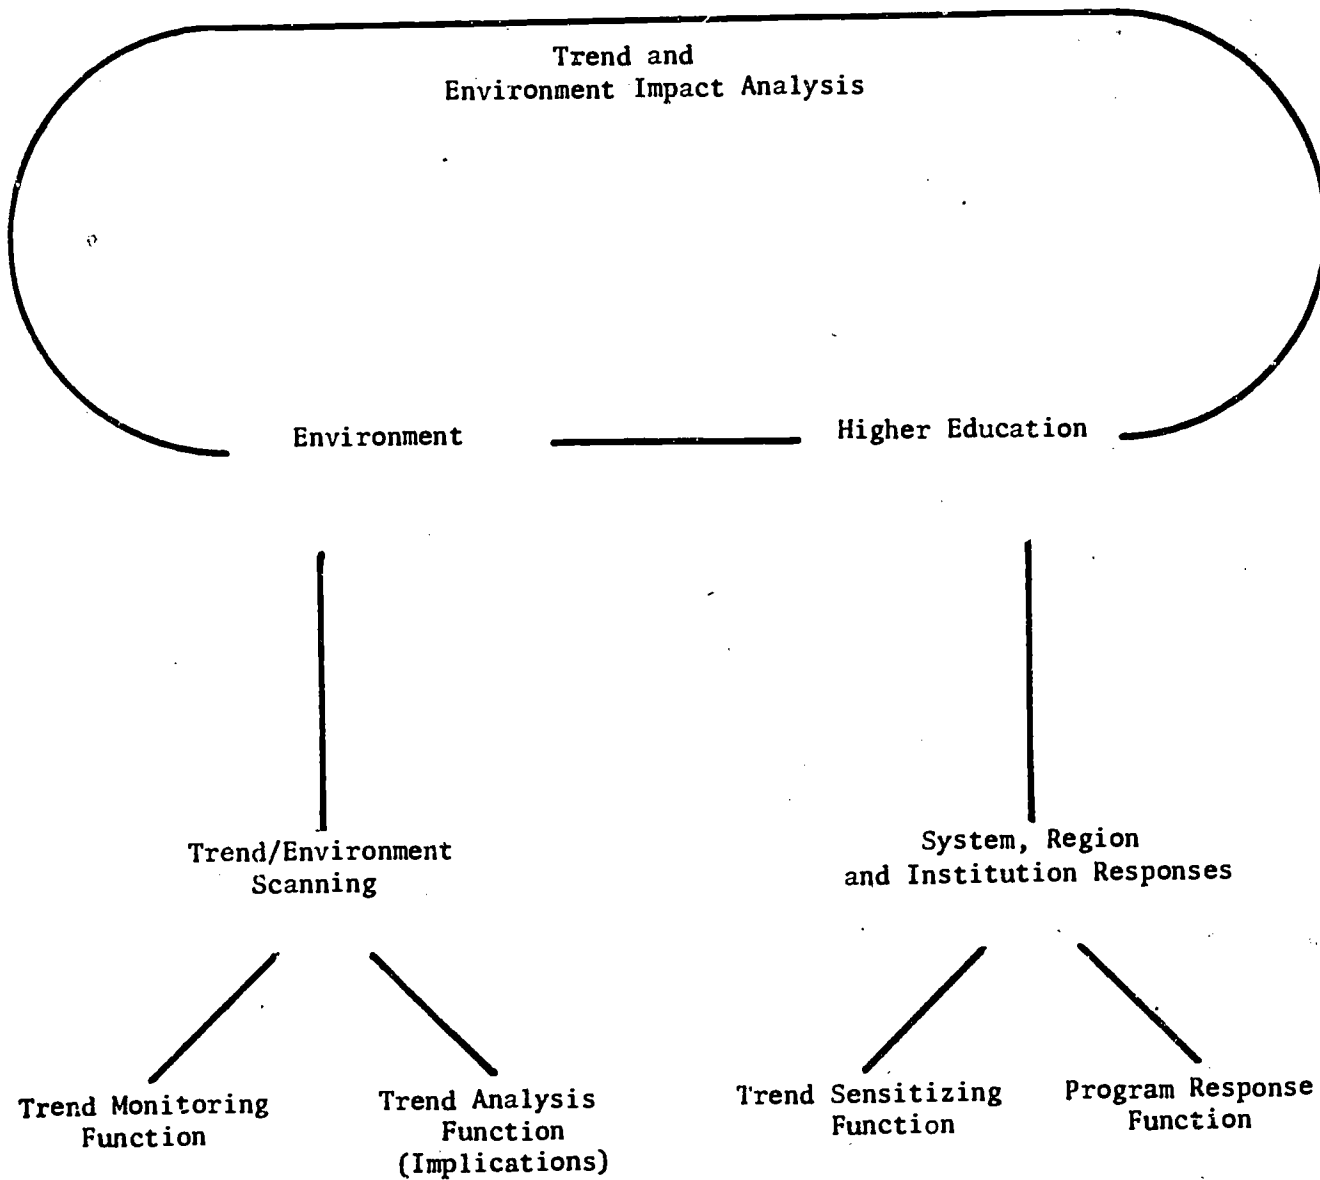 Trend and
Environment Impact Analysis
Environment
Higher Education
Trend/Environment
Scanning
System, Region
and Institution Responses
Trend Monitoring
Function
Trend Analysis
Function
(Implications)
Trend Sensitizing
Function
Program Response
Function